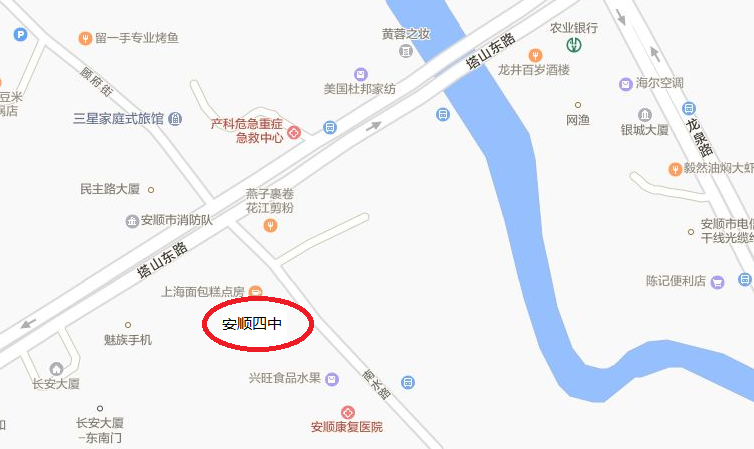 黄蓉之妆
农业银行
P
留一手专业烤鱼
塔山东路
龙井百岁酒楼
顾府街
美国杜邦家纺
海尔空调
豆米
三星家庭式旅馆
产科危急重症
急救中心
网渔
银城大厦
龙泉路
毅然油焖大虾
民主路大厦
燕子裹卷
花江剪粉
安顺市消防队
安顺市电信
干线光缆维
塔山东路
陈记便利店
上海面包糕点房
安顺四中
魅族手机
长安大厦
兴旺食品水果
南水路
长安大厦
-东南门
安顺康复医院